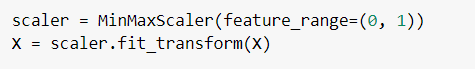 scaler = MinMaxScaler(feature_range=(0, 1))
X = scaler.fit_transform(X)